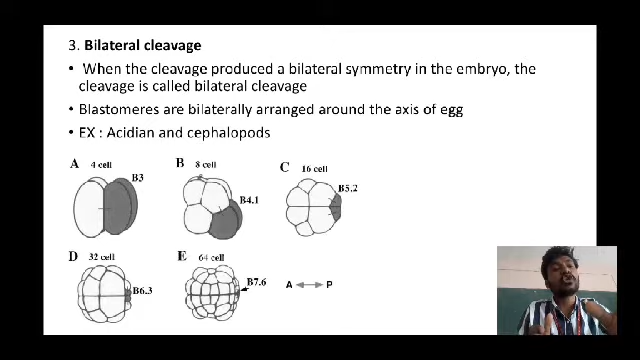 3. Bilateral cleavage
• When the cleavage produced a bilateral symmetry in the embryo, the
cleavage is called bilateral cleavage
• Blastomeres are bilaterally arranged around the axis of egg
• EX : Acidian and cephalopods
A 4 cell B3
B 8 cell B4.1
C 16 cell B5.2
D 32 cell B6.3
E 64 cell B7.6
A P